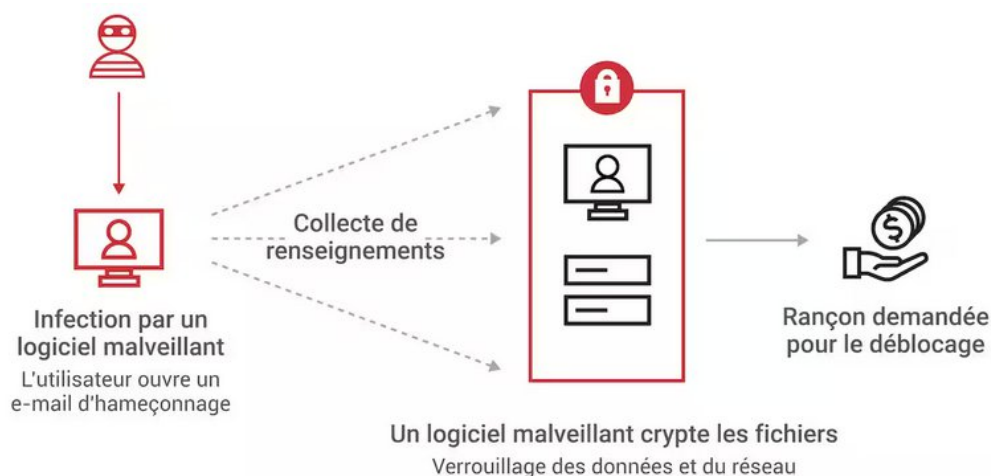 Collecte de
renseignements
Infection par un
logiciel malveillant
L'utilisateur ouvre un
e-mail d'hameçonnage
Rançon demandée
pour le déblocage
Un logiciel malveillant crypte les fichiers
Verrouillage des données et du réseau